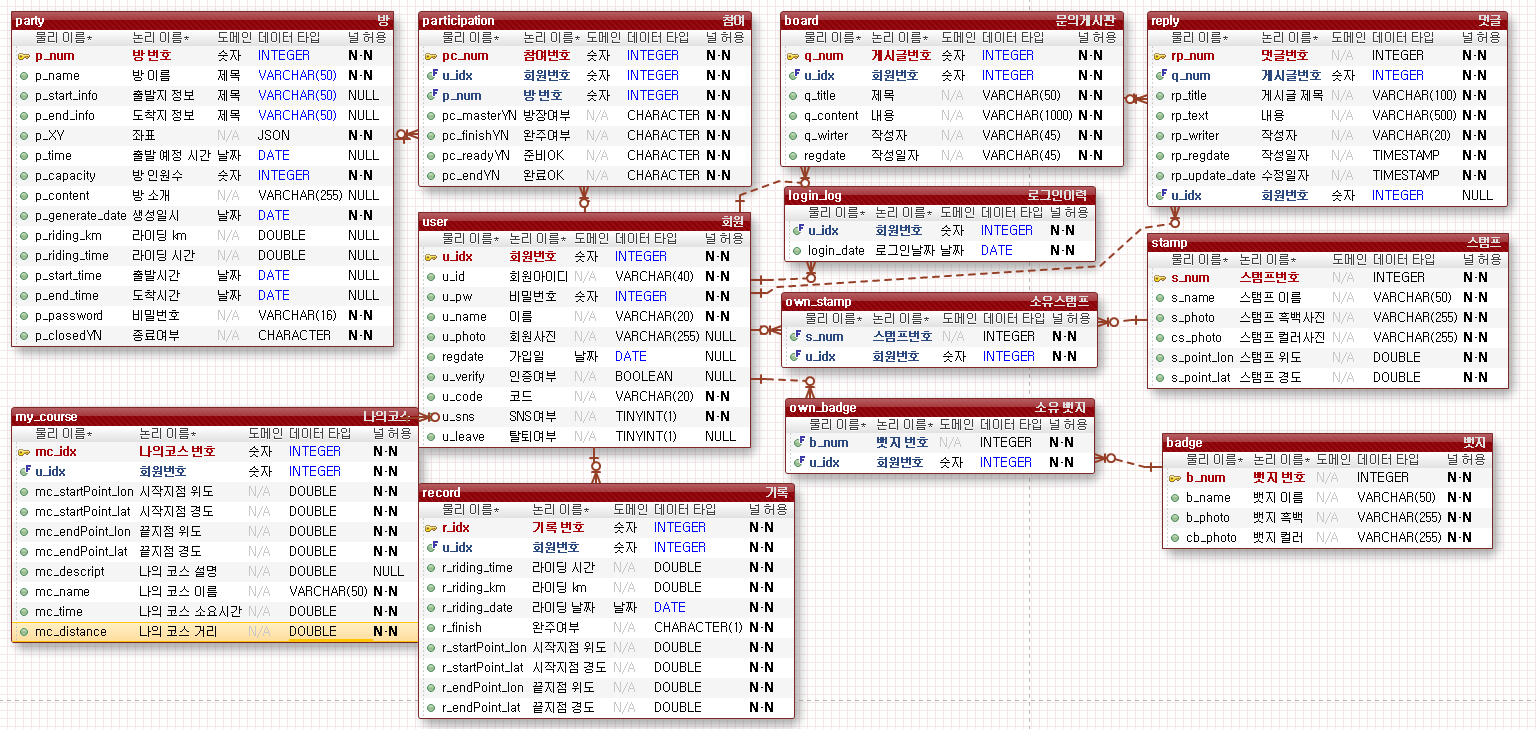 party 방
물리 이름* 논리 이름* 도메인 데이터 타입 널 허용
p_num 방 번호 숫자 INTEGER N-N
p_name 방 이름 제목 VARCHAR(50) N-N
p_start_info 출발지 정보 제목 VARCHAR(50) NULL
p_end_info 도착지 정보 제목 VARCHAR(50) NULL
p_XY 좌표 N/A JSON N-N
p_time 출발 예정 시간 날짜 DATE NULL
p_capacity 방 인원수 숫자 INTEGER N-N
p_content 방 소개 N/A VARCHAR(255) NULL
p_generate_date 생성일시 날짜 DATE N-N
p_riding_km 라이딩 km N/A DOUBLE NULL
p_riding_time 라이딩 시간 N/A DOUBLE NULL
p_start_time 출발시간 날짜 DATE NULL
p_end_time 도착시간 날짜 DATE NULL
p_password 비밀번호 N/A VARCHAR(16) N-N
p_closedYN 종료여부 N/A CHARACTER N-N
participation 참여
물리 이름* 논리 이름* 도메인 데이터 타입 널 허용
pc_num 참여번호 숫자 INTEGER N-N
u_idx 회원번호 숫자 INTEGER N-N
p_num 방 번호 숫자 INTEGER N-N
pc_masterYN 방장여부 N/A CHARACTER N-N
pc_finishYN 완주여부 N/A CHARACTER N-N
pc_readyYN 준비OK N/A CHARACTER N-N
pc_endYN 완료OK N/A CHARACTER N-N
board 문의게시판
물리 이름* 논리 이름* 도메인 데이터 타입 널 허용
q_num 게시글번호 숫자 INTEGER N-N
u_idx 회원번호 숫자 INTEGER N-N
q_title 제목 N/A VARCHAR(50) N-N
q_content 내용 N/A VARCHAR(1000) N-N
q_wirter 작성자 N/A VARCHAR(45) N-N
regdate 작성일자 N/A VARCHAR(45) N-N
reply 댓글
물리 이름* 논리 이름* 도메인 데이터 타입 널 허용
rp_num 댓글번호 N/A INTEGER N-N
q_num 게시글번호 숫자 INTEGER N-N
rp_title 게시글 제목 N/A VARCHAR(100) N-N
rp_text 내용 N/A VARCHAR(500) N-N
rp_writer 작성자 N/A VARCHAR(20) N-N
rp_regdate 작성일자 N/A TIMESTAMP N-N
rp_update_date 수정일자 N/A TIMESTAMP N-N
u_idx 회원번호 숫자 INTEGER NULL
user 회원
물리 이름* 논리 이름* 도메인 데이터 타입 널 허용
u_idx 회원번호 숫자 INTEGER N-N
u_id 회원아이디 N/A VARCHAR(40) N-N
u_pw 비밀번호 숫자 INTEGER N-N
u_name 이름 N/A VARCHAR(20) N-N
u_photo 회원사진 N/A VARCHAR(255) NULL
regdate 가입일 날짜 DATE NULL
u_verify 인증여부 N/A BOOLEAN NULL
u_code 코드 N/A VARCHAR(20) N-N
u_sns SNS여부 N/A TINYINT(1) N-N
u_leave 탈퇴여부 N/A TINYINT(1) NULL
login_log 로그인이력
물리 이름* 논리 이름* 도메인 데이터 타입 널 허용
u_idx 회원번호 숫자 INTEGER N-N
login_date 로그인날짜 날짜 DATE N-N
own_stamp 소유스탬프
물리 이름* 논리 이름* 도메인 데이터 타입 널 허용
s_num 스탬프번호 N/A INTEGER N-N
u_idx 회원번호 숫자 INTEGER N-N
stamp 스탬프
물리 이름* 논리 이름* 도메인 데이터 타입 널 허용
s_num 스탬프번호 N/A INTEGER N-N
s_name 스탬프 이름 N/A VARCHAR(50) N-N
s_photo 스탬프 흑백사진 N/A VARCHAR(255) N-N
cs_photo 스탬프 컬러사진 N/A VARCHAR(255) N-N
s_point_lon 스탬프 위도 N/A DOUBLE N-N
s_point_lat 스탬프 경도 N/A DOUBLE N-N
own_badge 소유 뱃지
물리 이름* 논리 이름* 도메인 데이터 타입 널 허용
b_num 뱃지 번호 N/A INTEGER N-N
u_idx 회원번호 숫자 INTEGER N-N
badge 뱃지
물리 이름* 논리 이름* 도메인 데이터 타입 널 허용
b_num 뱃지 번호 N/A INTEGER N-N
b_name 뱃지 이름 N/A VARCHAR(50) N-N
b_photo 뱃지 흑백 N/A VARCHAR(255) N-N
cb_photo 뱃지 컬러 N/A VARCHAR(255) N-N
my_course 나의코스
물리 이름* 논리 이름* 도메인 데이터 타입 널 허용
mc_idx 나의코스 번호 숫자 INTEGER N-N
u_idx 회원번호 숫자 INTEGER N-N
mc_startPoint_lon 시작지점 위도 N/A DOUBLE N-N
mc_startPoint_lat 시작지점 경도 N/A DOUBLE N-N
mc_endPoint_lon 끝지점 위도 N/A DOUBLE N-N
mc_endPoint_lat 끝지점 경도 N/A DOUBLE N-N
mc_descript 나의 코스 설명 N/A DOUBLE NULL
mc_name 나의 코스 이름 N/A VARCHAR(50) N-N
mc_time 나의 코스 소요시간 N/A DOUBLE N-N
mc_distance 나의 코스 거리 N/A DOUBLE N-N
record 기록
물리 이름* 논리 이름* 도메인 데이터 타입 널 허용
r_idx 기록 번호 숫자 INTEGER N-N
u_idx 회원번호 숫자 INTEGER N-N
r_riding_time 라이딩 시간 N/A DOUBLE N-N
r_riding_km 라이딩 km N/A DOUBLE N-N
r_riding_date 라이딩 날짜 날짜 DATE N-N
r_finish 완주여부 N/A CHARACTER(1) N-N
r_startPoint_lon 시작지점 위도 N/A DOUBLE N-N
r_startPoint_lat 시작지점 경도 N/A DOUBLE N-N
r_endPoint_lon 끝지점 위도 N/A DOUBLE N-N
r_endPoint_lat 끝지점 경도 N/A DOUBLE N-N